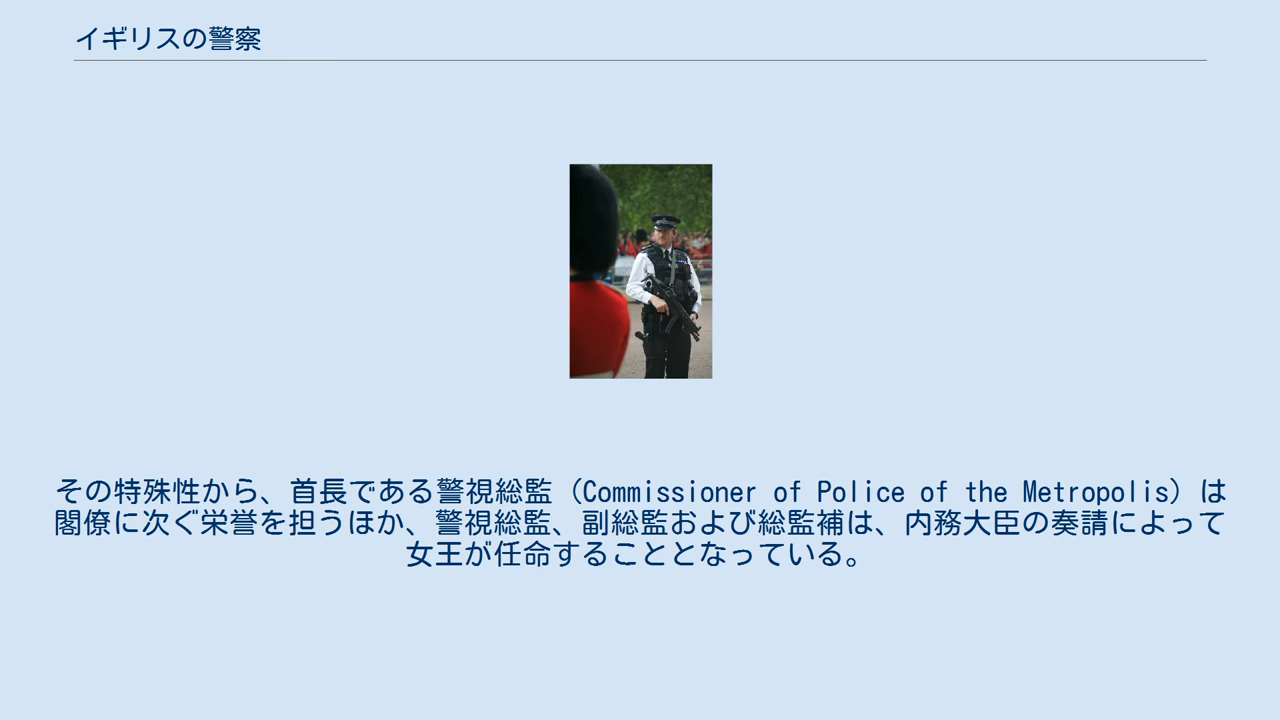 イギリスの警察
その特殊性から、首長である警視総監（Commissioner of Police of the Metropolis）は
閣僚に次ぐ栄誉を担うほか、警視総監、副総監および総監補は、内務大臣の奏請によって
女王が任命することとなっている。